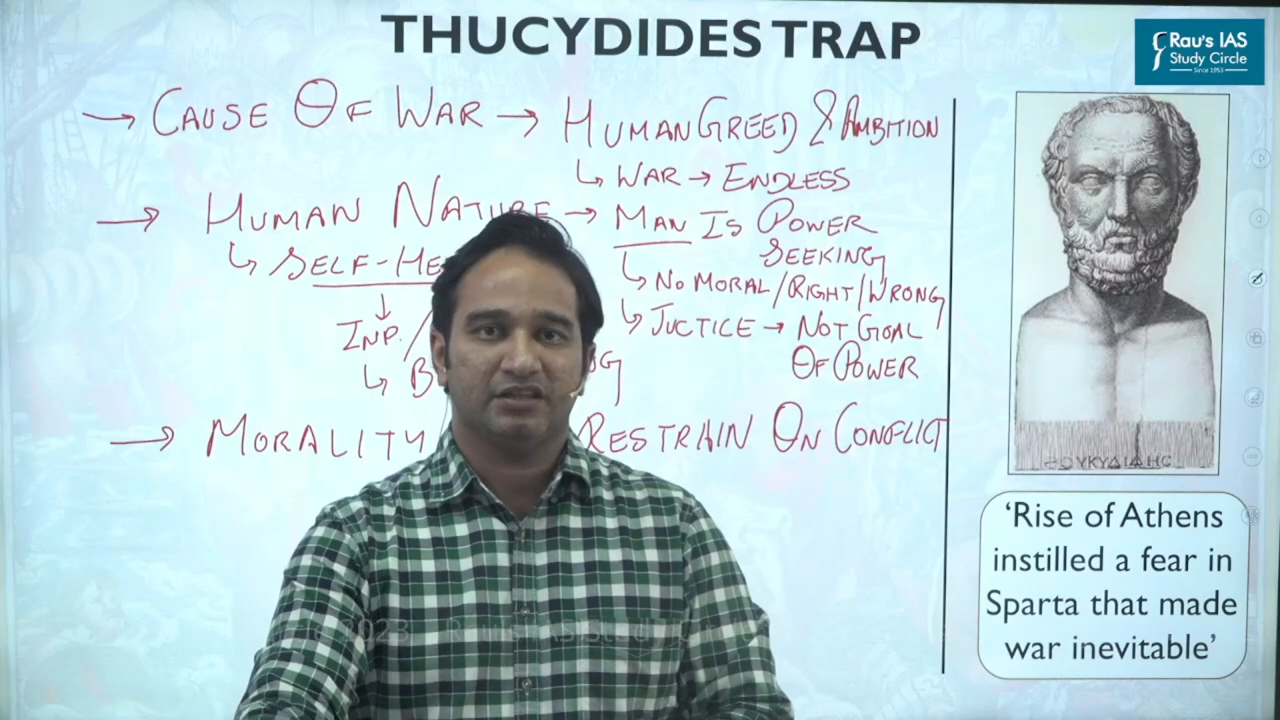 THUCYDIDES TRAP
Rau's IAS
Study Circle
Since 1953
→ CAUSE OF WAR → HUMAN GREED & AMBITION
↳ WAR → ENDLESS
→ HUMAN NATURE → MAN IS POWER
SEEKING
↳ SELF-HE
↳ NO MORAL/RIGHT/WRONG
↓
INP. /
↳ JUCTICE → NOT GOAL
OF POWER
↳ B
→ MORALITY RESTRAIN ON CONFLICT
ΘΟΥΚΥΔΙΔΗС
‘Rise of Athens
instilled a fear in
Sparta that made
war inevitable’